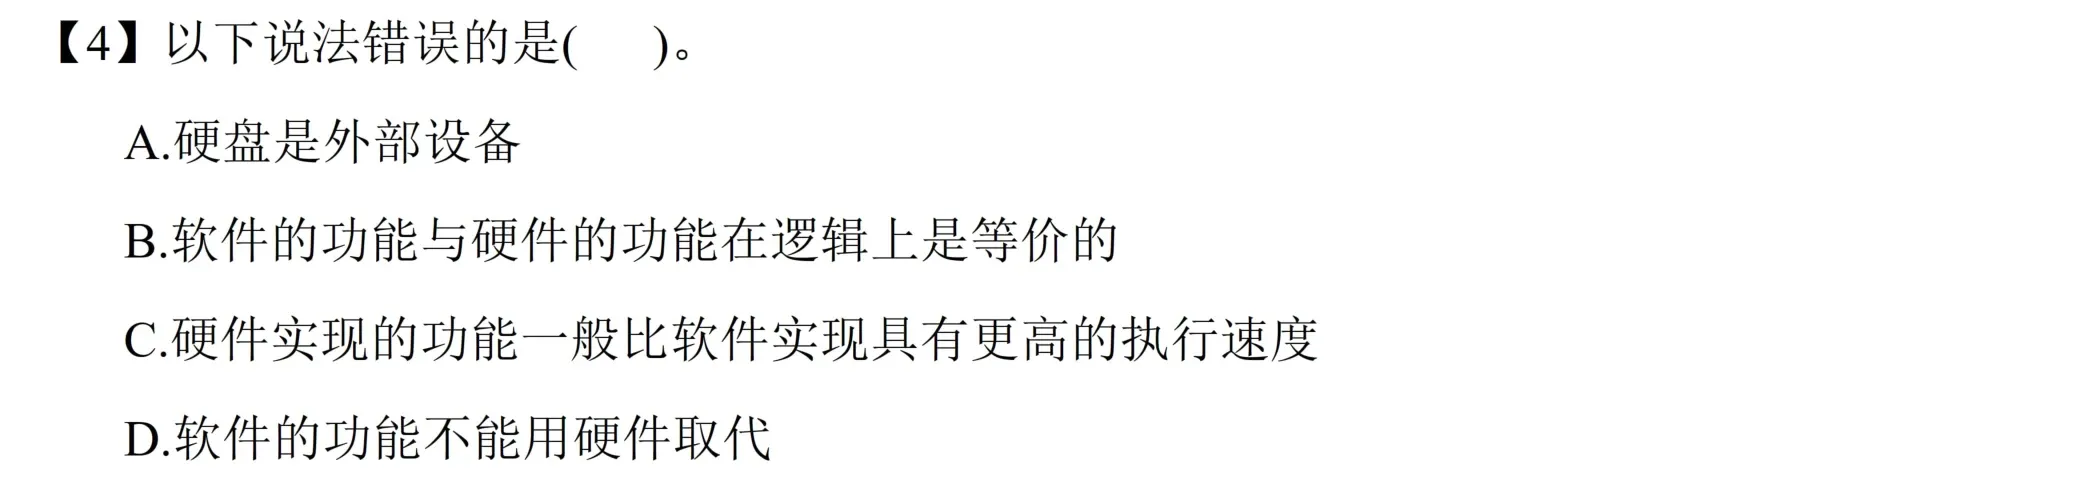 【4】以下说法错误的是(　)。
A.硬盘是外部设备
B.软件的功能与硬件的功能在逻辑上是等价的
C.硬件实现的功能一般比软件实现具有更高的执行速度
D.软件的功能不能用硬件取代